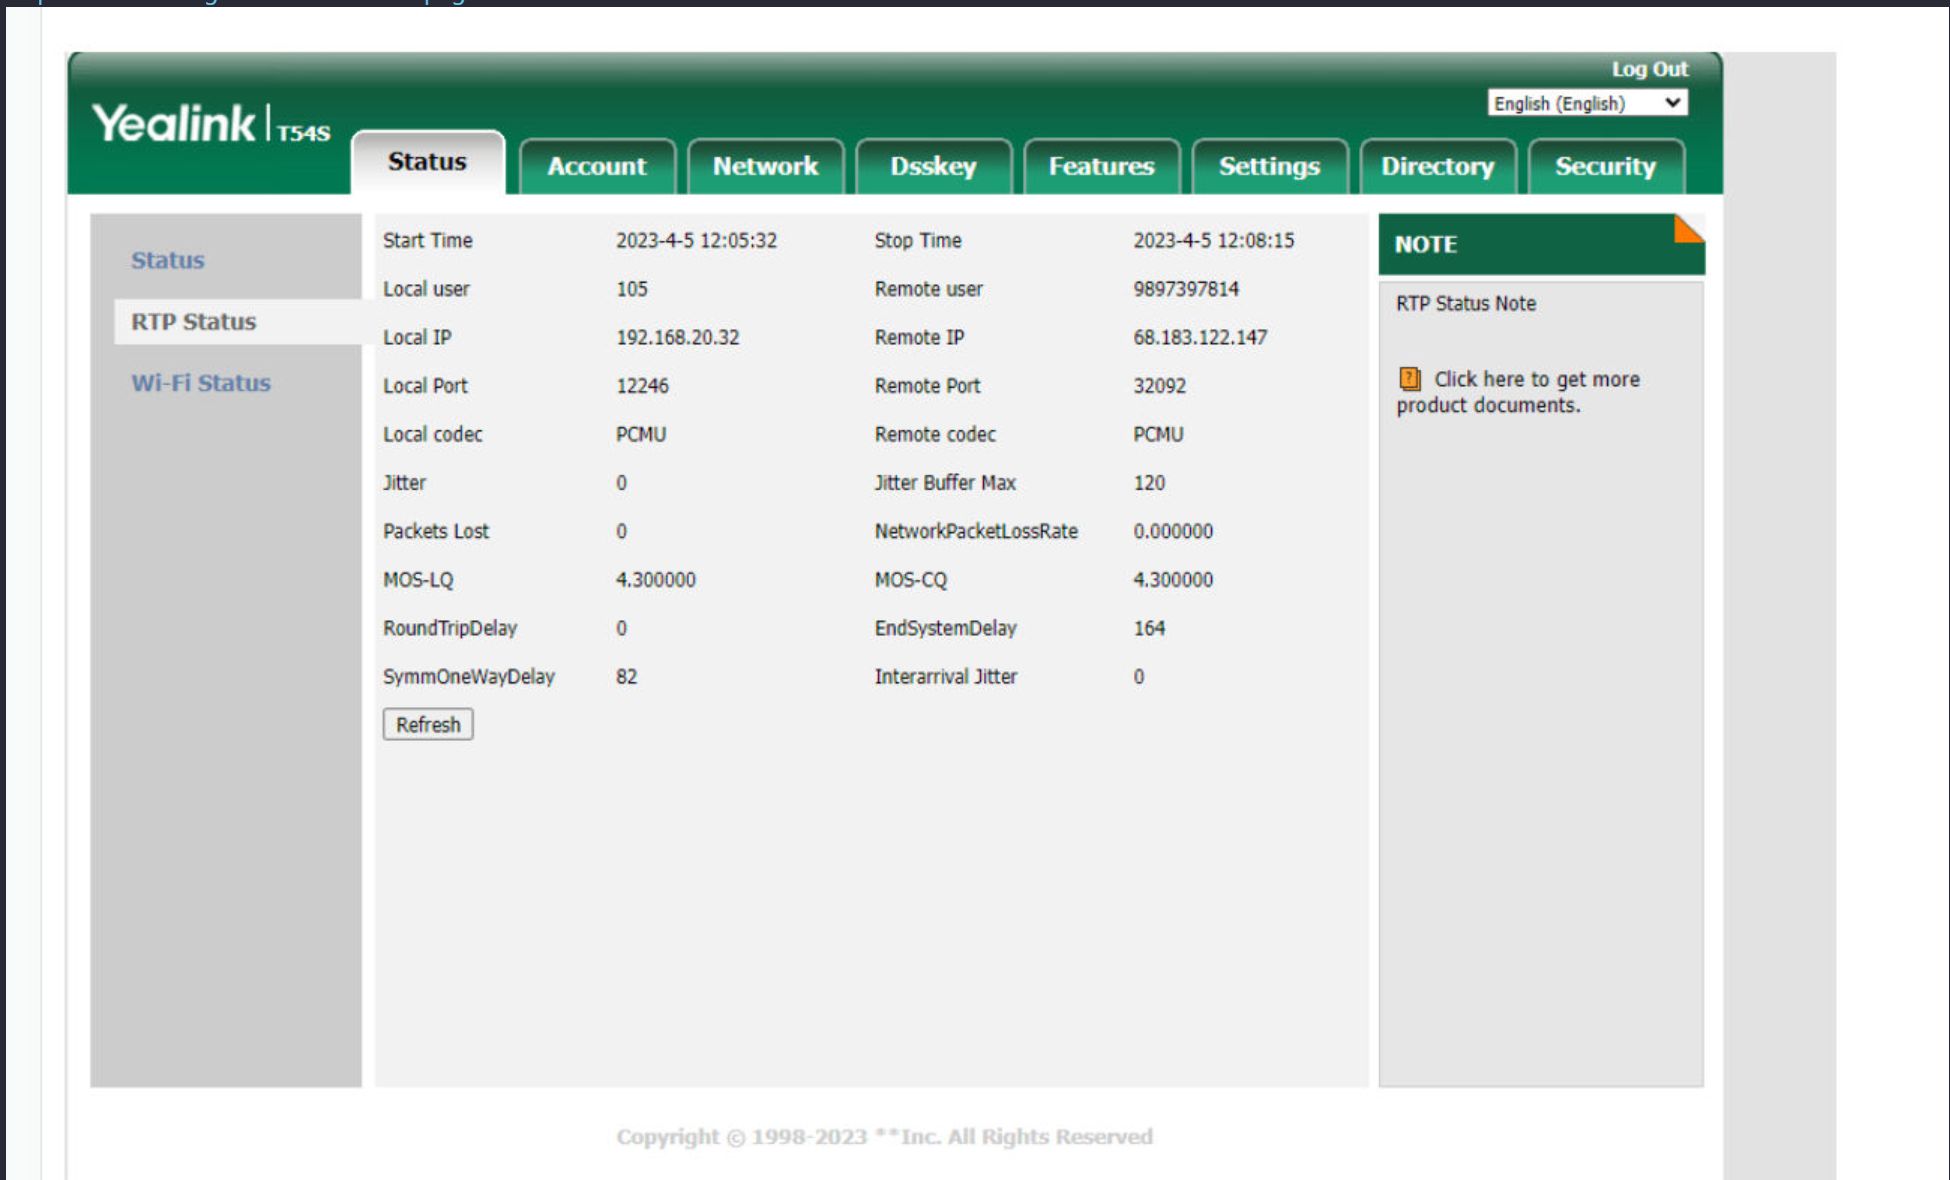 Log Out
English (English)
Yealink | T54S
Status Account Network Dsskey Features Settings Directory Security
Status
RTP Status
Wi-Fi Status
Start Time 2023-4-5 12:05:32 Stop Time 2023-4-5 12:08:15
Local user 105 Remote user 9897397814
Local IP 192.168.20.32 Remote IP 68.183.122.147
Local Port 12246 Remote Port 32092
Local codec PCMU Remote codec PCMU
Jitter 0 Jitter Buffer Max 120
Packets Lost 0 NetworkPacketLossRate 0.000000
MOS-LQ 4.300000 MOS-CQ 4.300000
RoundTripDelay 0 EndSystemDelay 164
SymmOneWayDelay 82 Interarrival Jitter 0
Refresh
NOTE
RTP Status Note
Click here to get more
product documents.
Copyright © 1998-2023 **Inc. All Rights Reserved